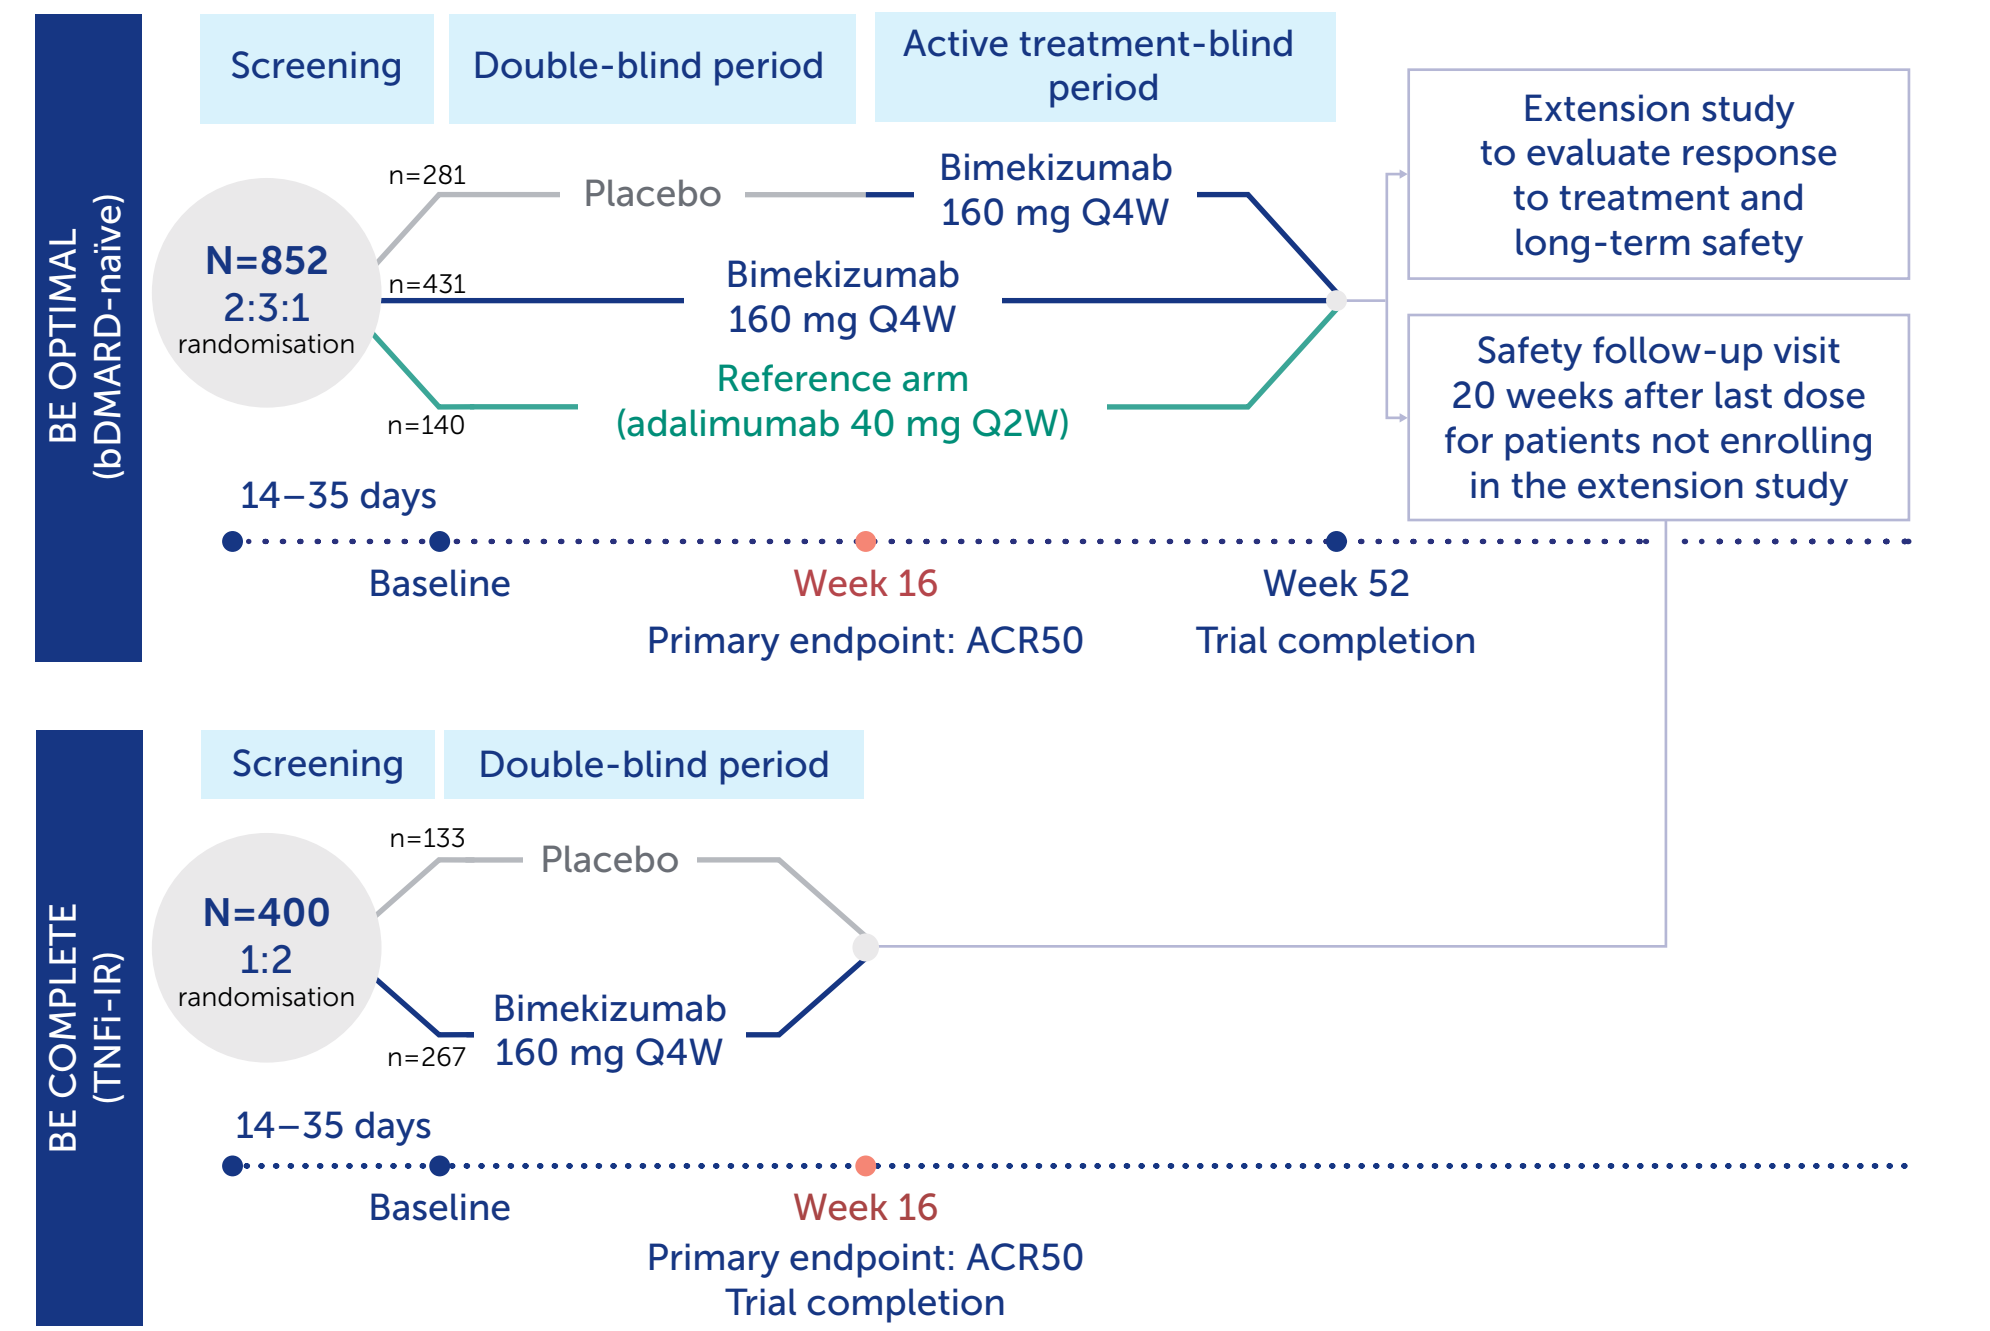 BE OPTIMAL
(bDMARD-naïve)
Screening
Double-blind period
Active treatment-blind
period
N=852
2:3:1
randomisation
n=281
Placebo
Bimekizumab
160 mg Q4W
n=431
Bimekizumab
160 mg Q4W
n=140
Reference arm
(adalimumab 40 mg Q2W)
Extension study
to evaluate response
to treatment and
long-term safety
Safety follow-up visit
20 weeks after last dose
for patients not enrolling
in the extension study
14–35 days
Baseline
Week 16
Primary endpoint: ACR50
Week 52
Trial completion
BE COMPLETE
(TNFi-IR)
Screening
Double-blind period
N=400
1:2
randomisation
n=133
Placebo
n=267
Bimekizumab
160 mg Q4W
14–35 days
Baseline
Week 16
Primary endpoint: ACR50
Trial completion